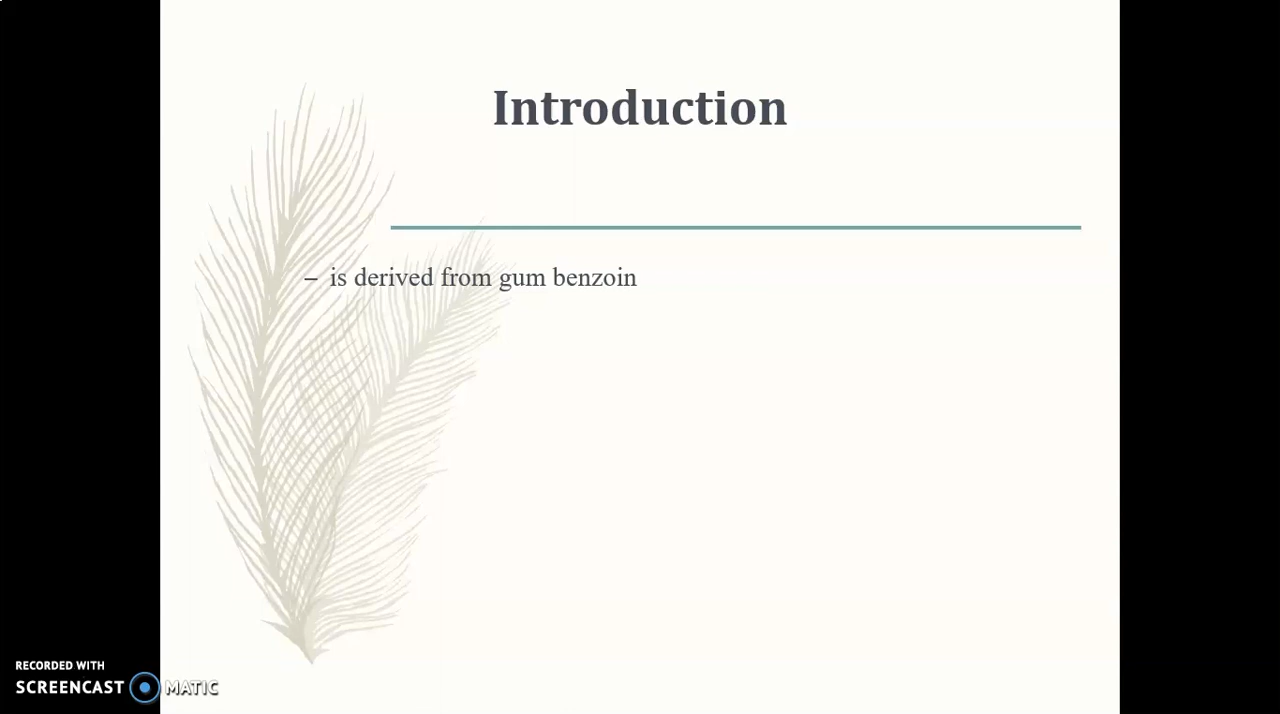 Introduction
– is derived from gum benzoin
RECORDED WITH
SCREENCAST MATIC